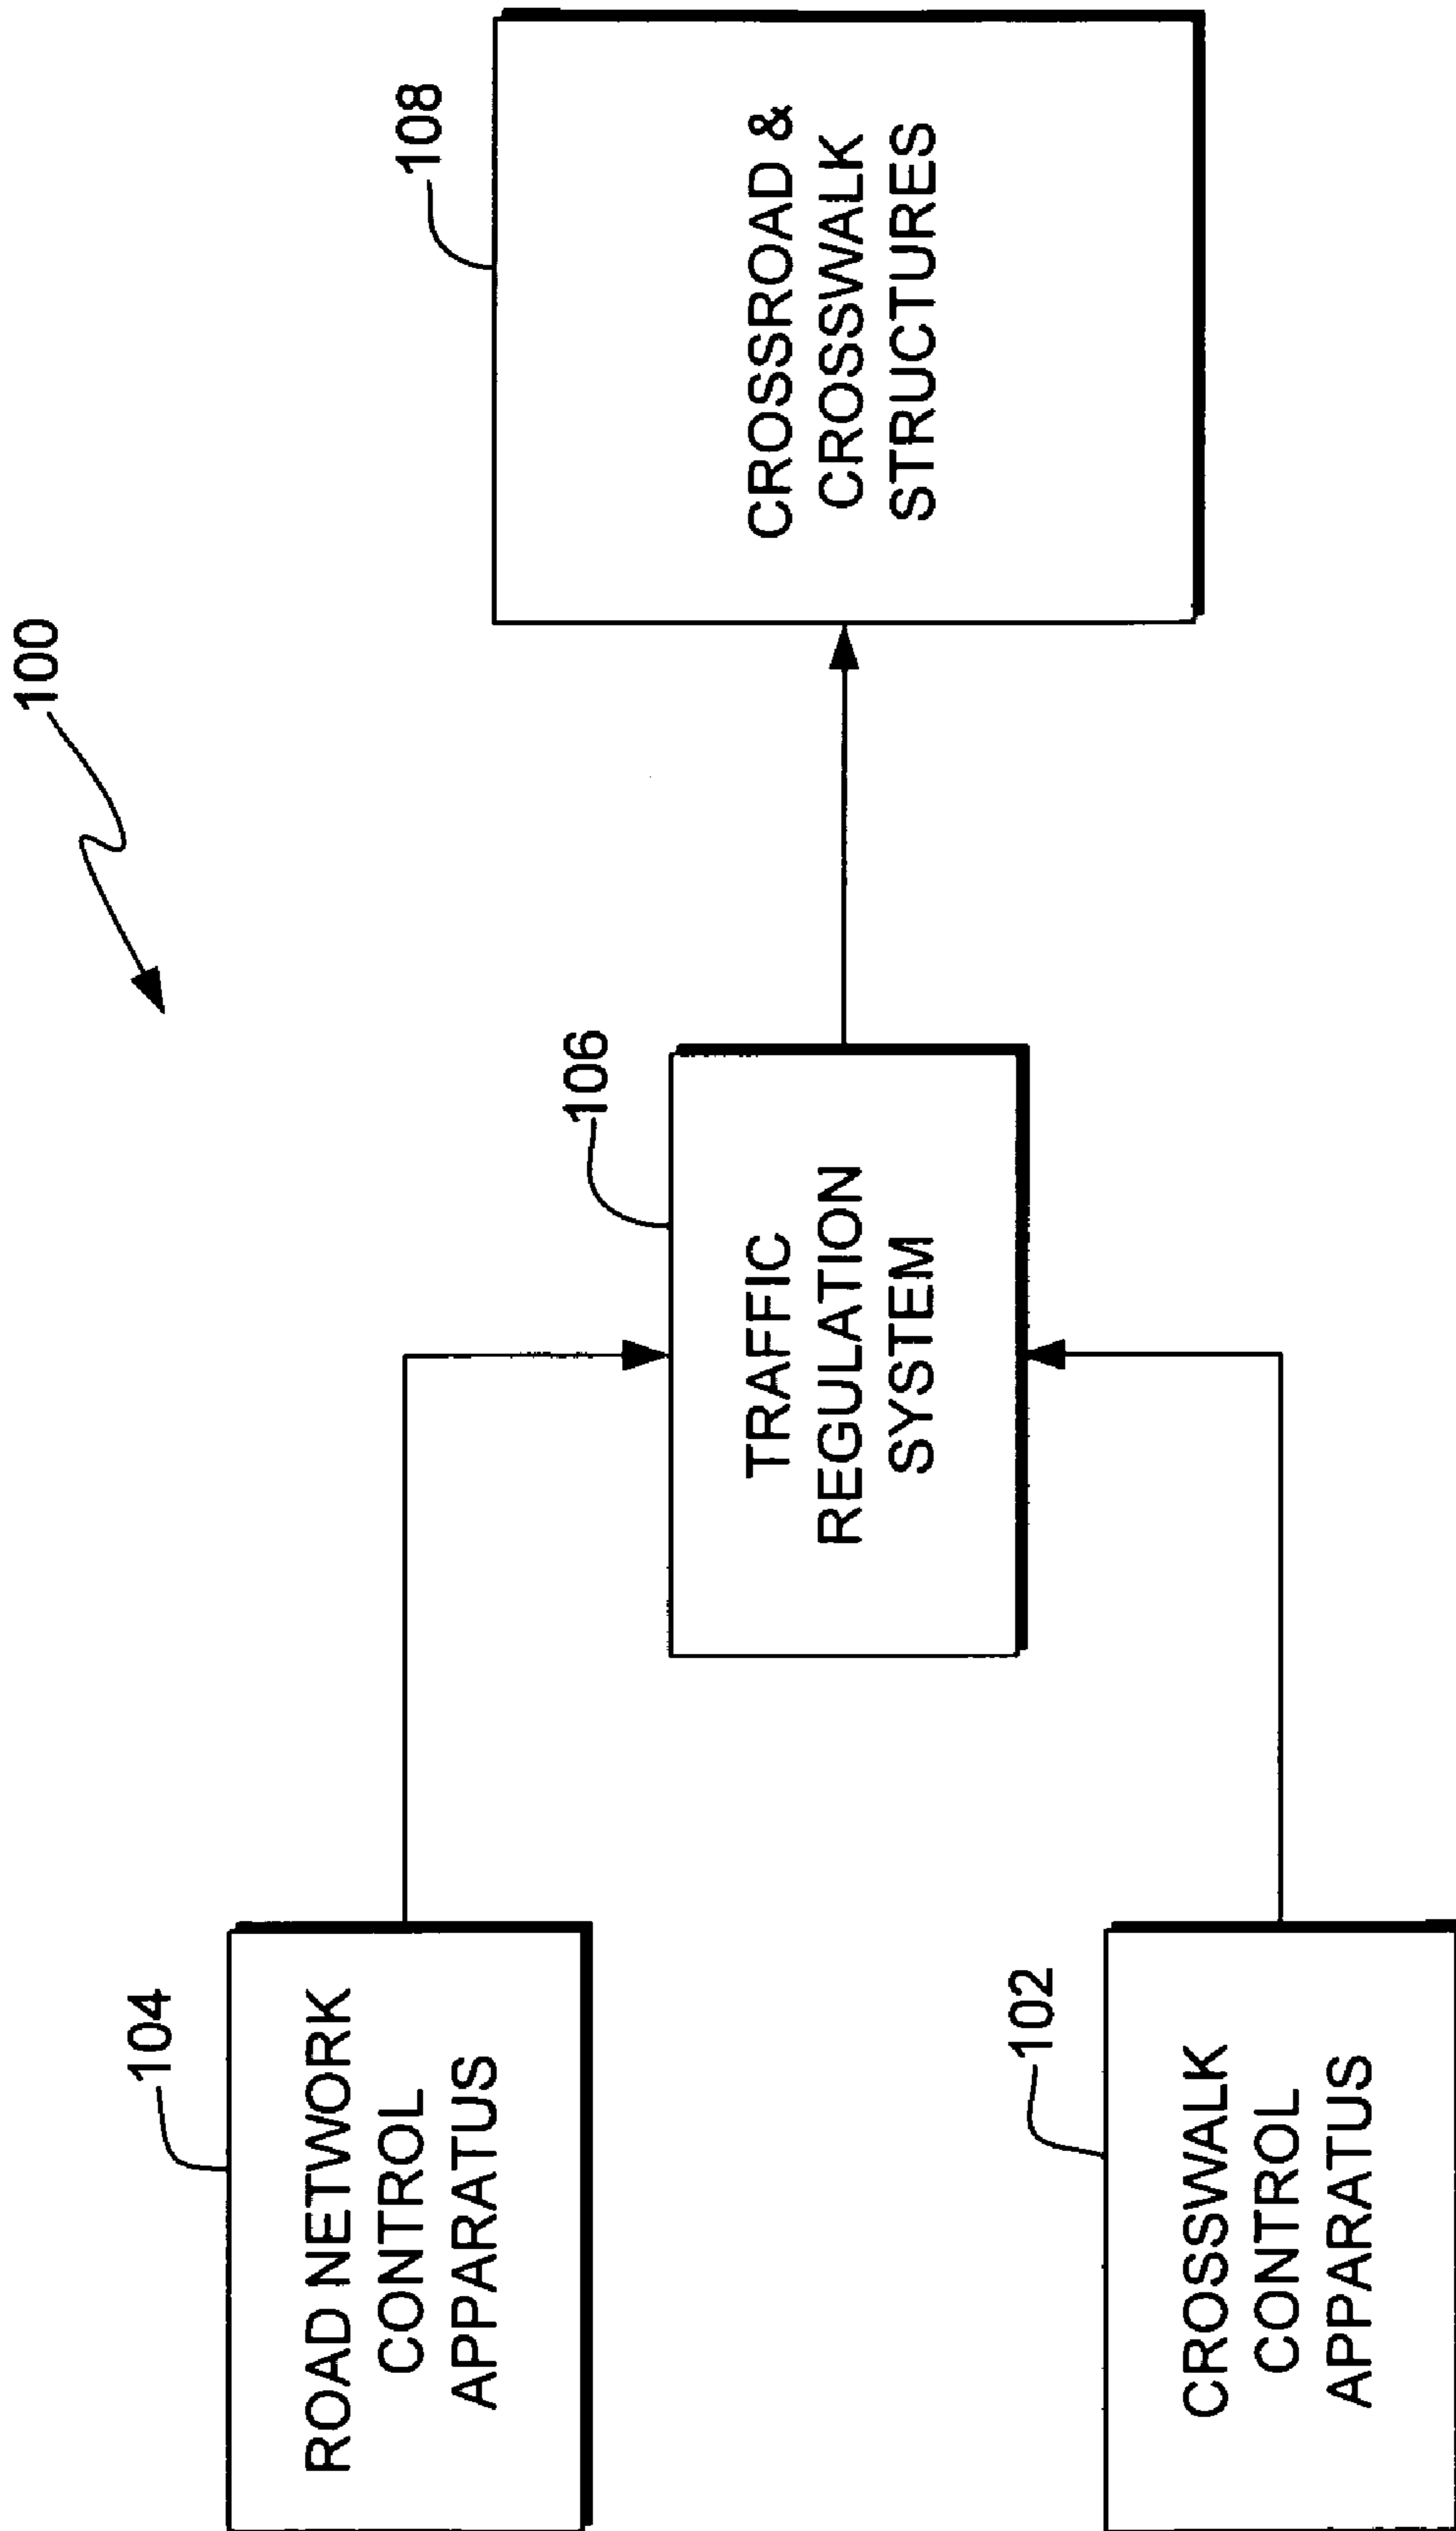 100
104
ROAD NETWORK
CONTROL
APPARATUS
102
CROSSWALK
CONTROL
APPARATUS
106
TRAFFIC
REGULATION
SYSTEM
108
CROSSROAD &
CROSSWALK
STRUCTURES